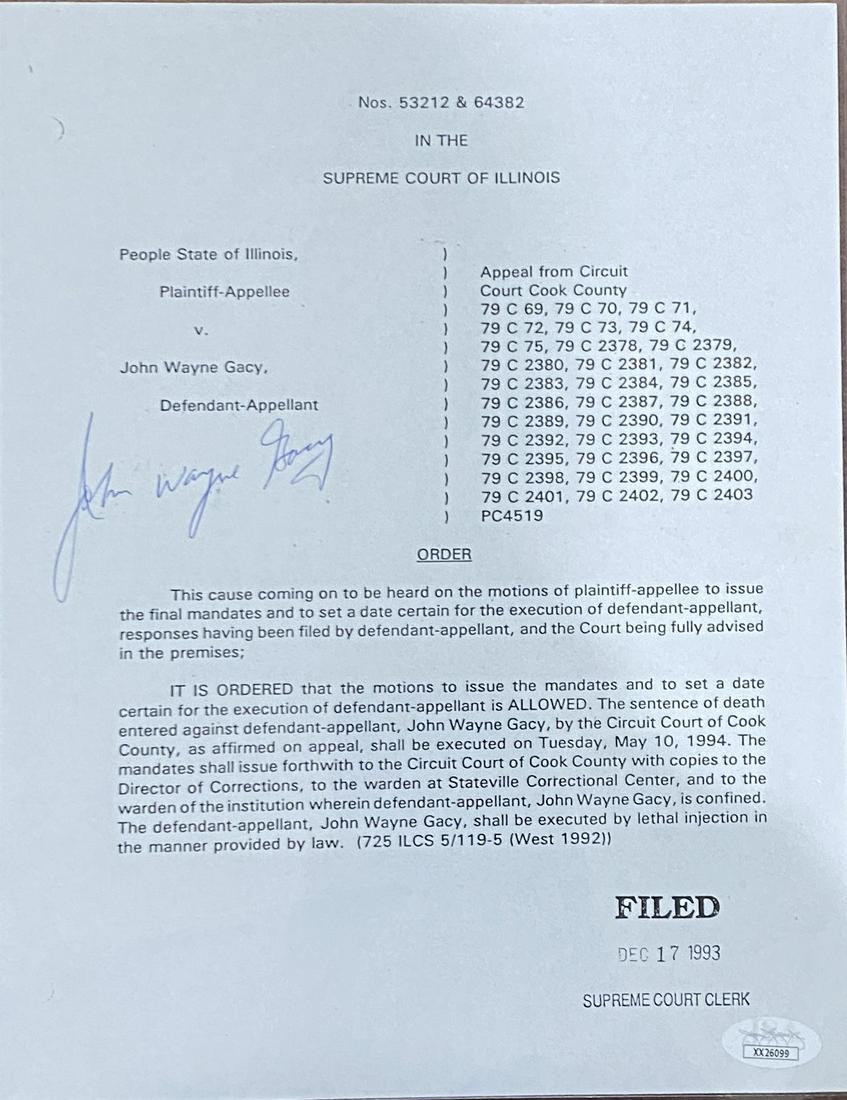 Nos. 53212 & 64382
IN THE
SUPREME COURT OF ILLINOIS
People State of Illinois,
Plaintiff-Appellee
v.
John Wayne Gacy,
Defendant-Appellant
John Wayne Gacy
)
) Appeal from Circuit
) Court Cook County
) 79 C 69, 79 C 70, 79 C 71,
) 79 C 72, 79 C 73, 79 C 74,
) 79 C 75, 79 C 2378, 79 C 2379,
) 79 C 2380, 79 C 2381, 79 C 2382,
) 79 C 2383, 79 C 2384, 79 C 2385,
) 79 C 2386, 79 C 2387, 79 C 2388,
) 79 C 2389, 79 C 2390, 79 C 2391,
) 79 C 2392, 79 C 2393, 79 C 2394,
) 79 C 2395, 79 C 2396, 79 C 2397,
) 79 C 2398, 79 C 2399, 79 C 2400,
) 79 C 2401, 79 C 2402, 79 C 2403
) PC4519
ORDER
This cause coming on to be heard on the motions of plaintiff-appellee to issue
the final mandates and to set a date certain for the execution of defendant-appellant,
responses having been filed by defendant-appellant, and the Court being fully advised
in the premises;
IT IS ORDERED that the motions to issue the mandates and to set a date
certain for the execution of defendant-appellant is ALLOWED. The sentence of death
entered against defendant-appellant, John Wayne Gacy, by the Circuit Court of Cook
County, as affirmed on appeal, shall be executed on Tuesday, May 10, 1994. The
mandates shall issue forthwith to the Circuit Court of Cook County with copies to the
Director of Corrections, to the warden at Stateville Correctional Center, and to the
warden of the institution wherein defendant-appellant, John Wayne Gacy, is confined.
The defendant-appellant, John Wayne Gacy, shall be executed by lethal injection in
the manner provided by law. (725 ILCS 5/119-5 (West 1992))
FILED
DEC 17 1993
SUPREME COURT CLERK
XX26099